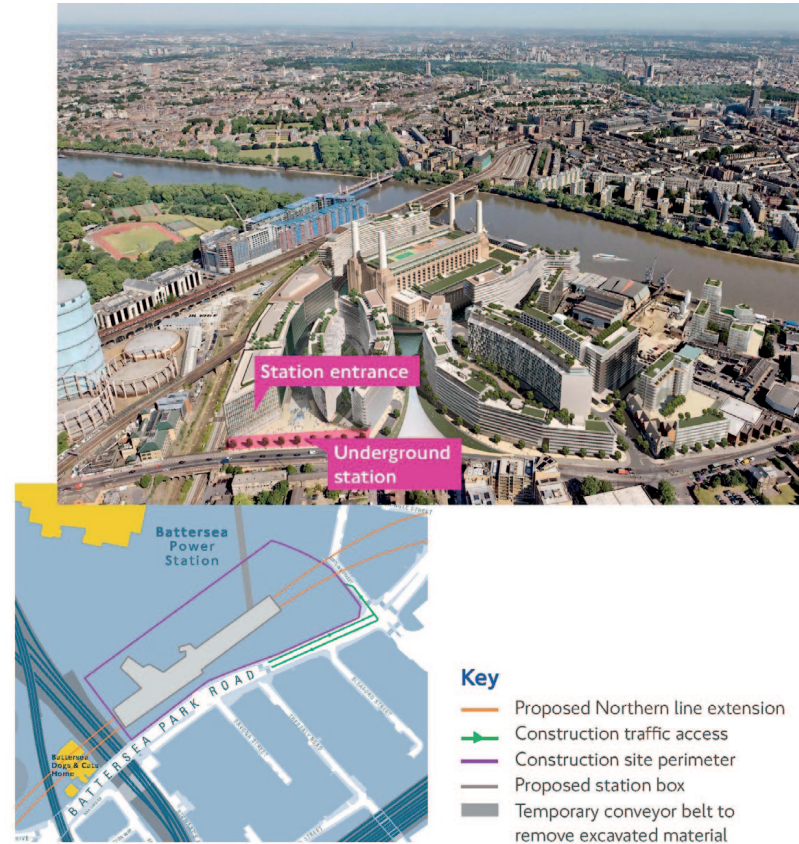 Station entrance
Underground
station
Battersea
Power
Station
BATTERSEA PARK ROAD
Battersea
Dogs & Cats
Home
Key
Proposed Northern line extension
Construction traffic access
Construction site perimeter
Proposed station box
Temporary conveyor belt to
remove excavated material